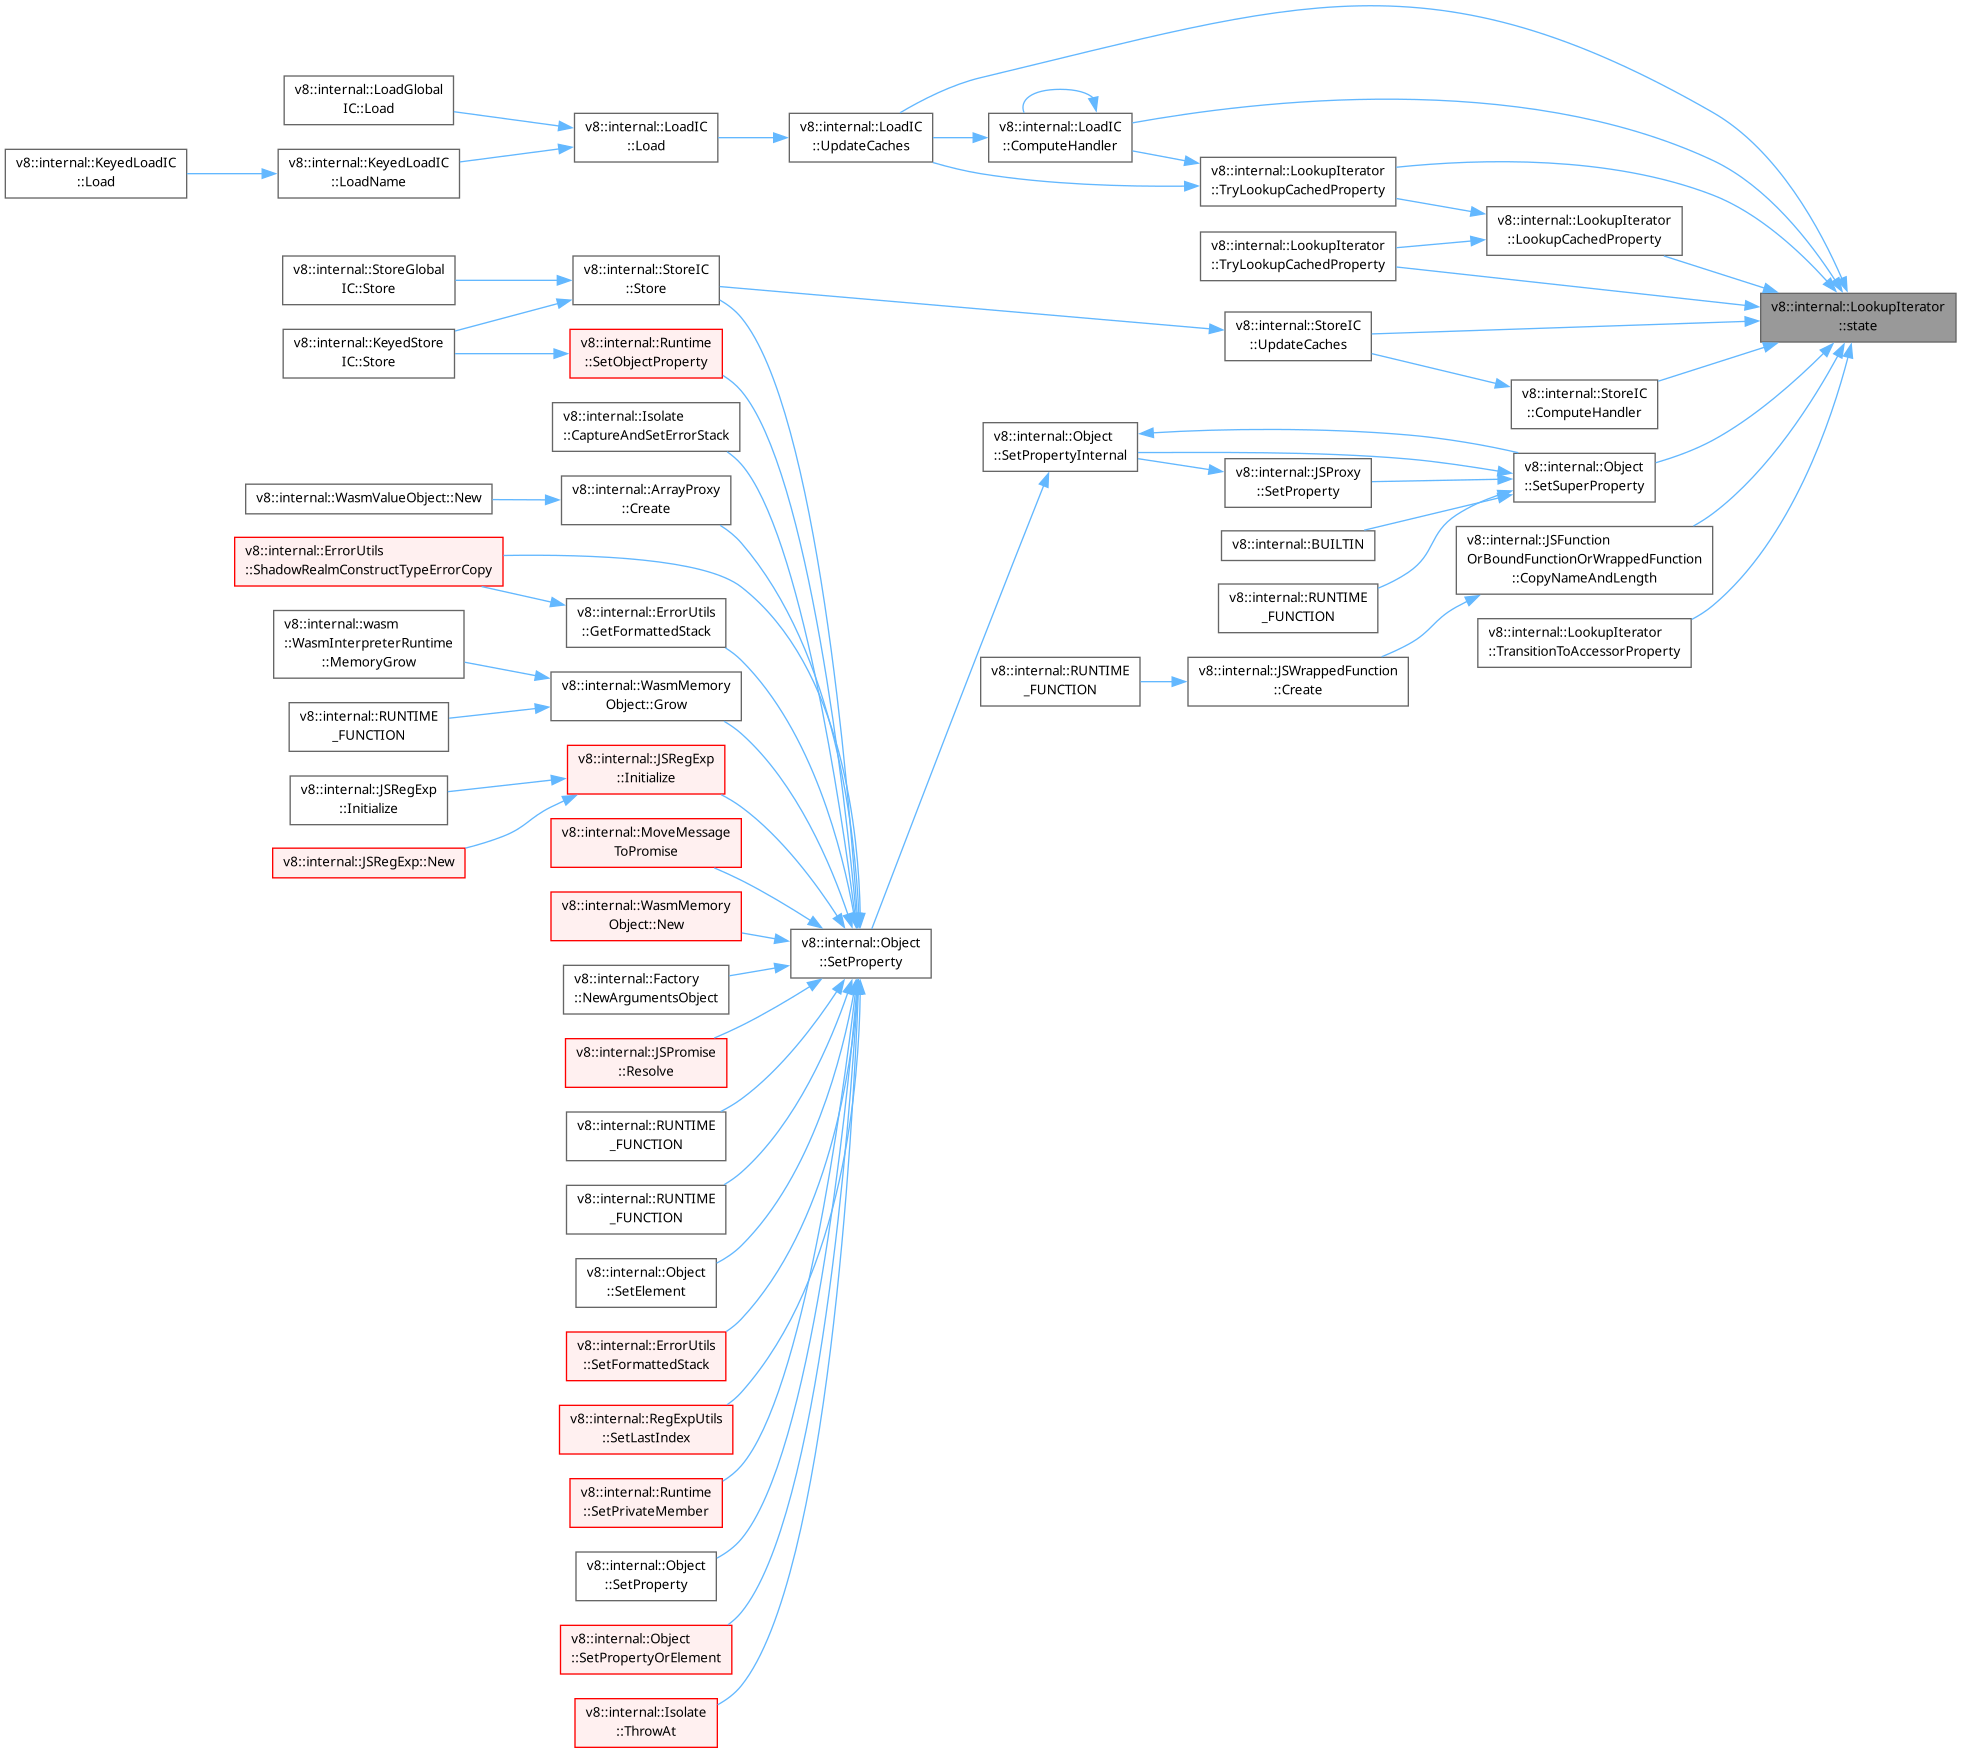 v8::internal::LoadGlobal
IC::Load
v8::internal::KeyedLoadIC
::Load
v8::internal::KeyedLoadIC
::LoadName
v8::internal::LoadIC
::Load
v8::internal::LoadIC
::UpdateCaches
v8::internal::LoadIC
::ComputeHandler
v8::internal::LookupIterator
::TryLookupCachedProperty
v8::internal::LookupIterator
::LookupCachedProperty
v8::internal::LookupIterator
::TryLookupCachedProperty
v8::internal::LookupIterator
::state
v8::internal::StoreGlobal
IC::Store
v8::internal::StoreIC
::Store
v8::internal::KeyedStore
IC::Store
v8::internal::Runtime
::SetObjectProperty
v8::internal::StoreIC
::UpdateCaches
v8::internal::StoreIC
::ComputeHandler
v8::internal::Isolate
::CaptureAndSetErrorStack
v8::internal::Object
::SetPropertyInternal
v8::internal::JSProxy
::SetProperty
v8::internal::Object
::SetSuperProperty
v8::internal::WasmValueObject::New
v8::internal::ArrayProxy
::Create
v8::internal::BUILTIN
v8::internal::JSFunction
OrBoundFunctionOrWrappedFunction
::CopyNameAndLength
v8::internal::ErrorUtils
::ShadowRealmConstructTypeErrorCopy
v8::internal::ErrorUtils
::GetFormattedStack
v8::internal::RUNTIME
_FUNCTION
v8::internal::LookupIterator
::TransitionToAccessorProperty
v8::internal::wasm
::WasmInterpreterRuntime
::MemoryGrow
v8::internal::WasmMemory
Object::Grow
v8::internal::RUNTIME
_FUNCTION
v8::internal::JSWrappedFunction
::Create
v8::internal::RUNTIME
_FUNCTION
v8::internal::JSRegExp
::Initialize
v8::internal::JSRegExp
::Initialize
v8::internal::JSRegExp::New
v8::internal::MoveMessage
ToPromise
v8::internal::WasmMemory
Object::New
v8::internal::Object
::SetProperty
v8::internal::Factory
::NewArgumentsObject
v8::internal::JSPromise
::Resolve
v8::internal::RUNTIME
_FUNCTION
v8::internal::RUNTIME
_FUNCTION
v8::internal::Object
::SetElement
v8::internal::ErrorUtils
::SetFormattedStack
v8::internal::RegExpUtils
::SetLastIndex
v8::internal::Runtime
::SetPrivateMember
v8::internal::Object
::SetProperty
v8::internal::Object
::SetPropertyOrElement
v8::internal::Isolate
::ThrowAt